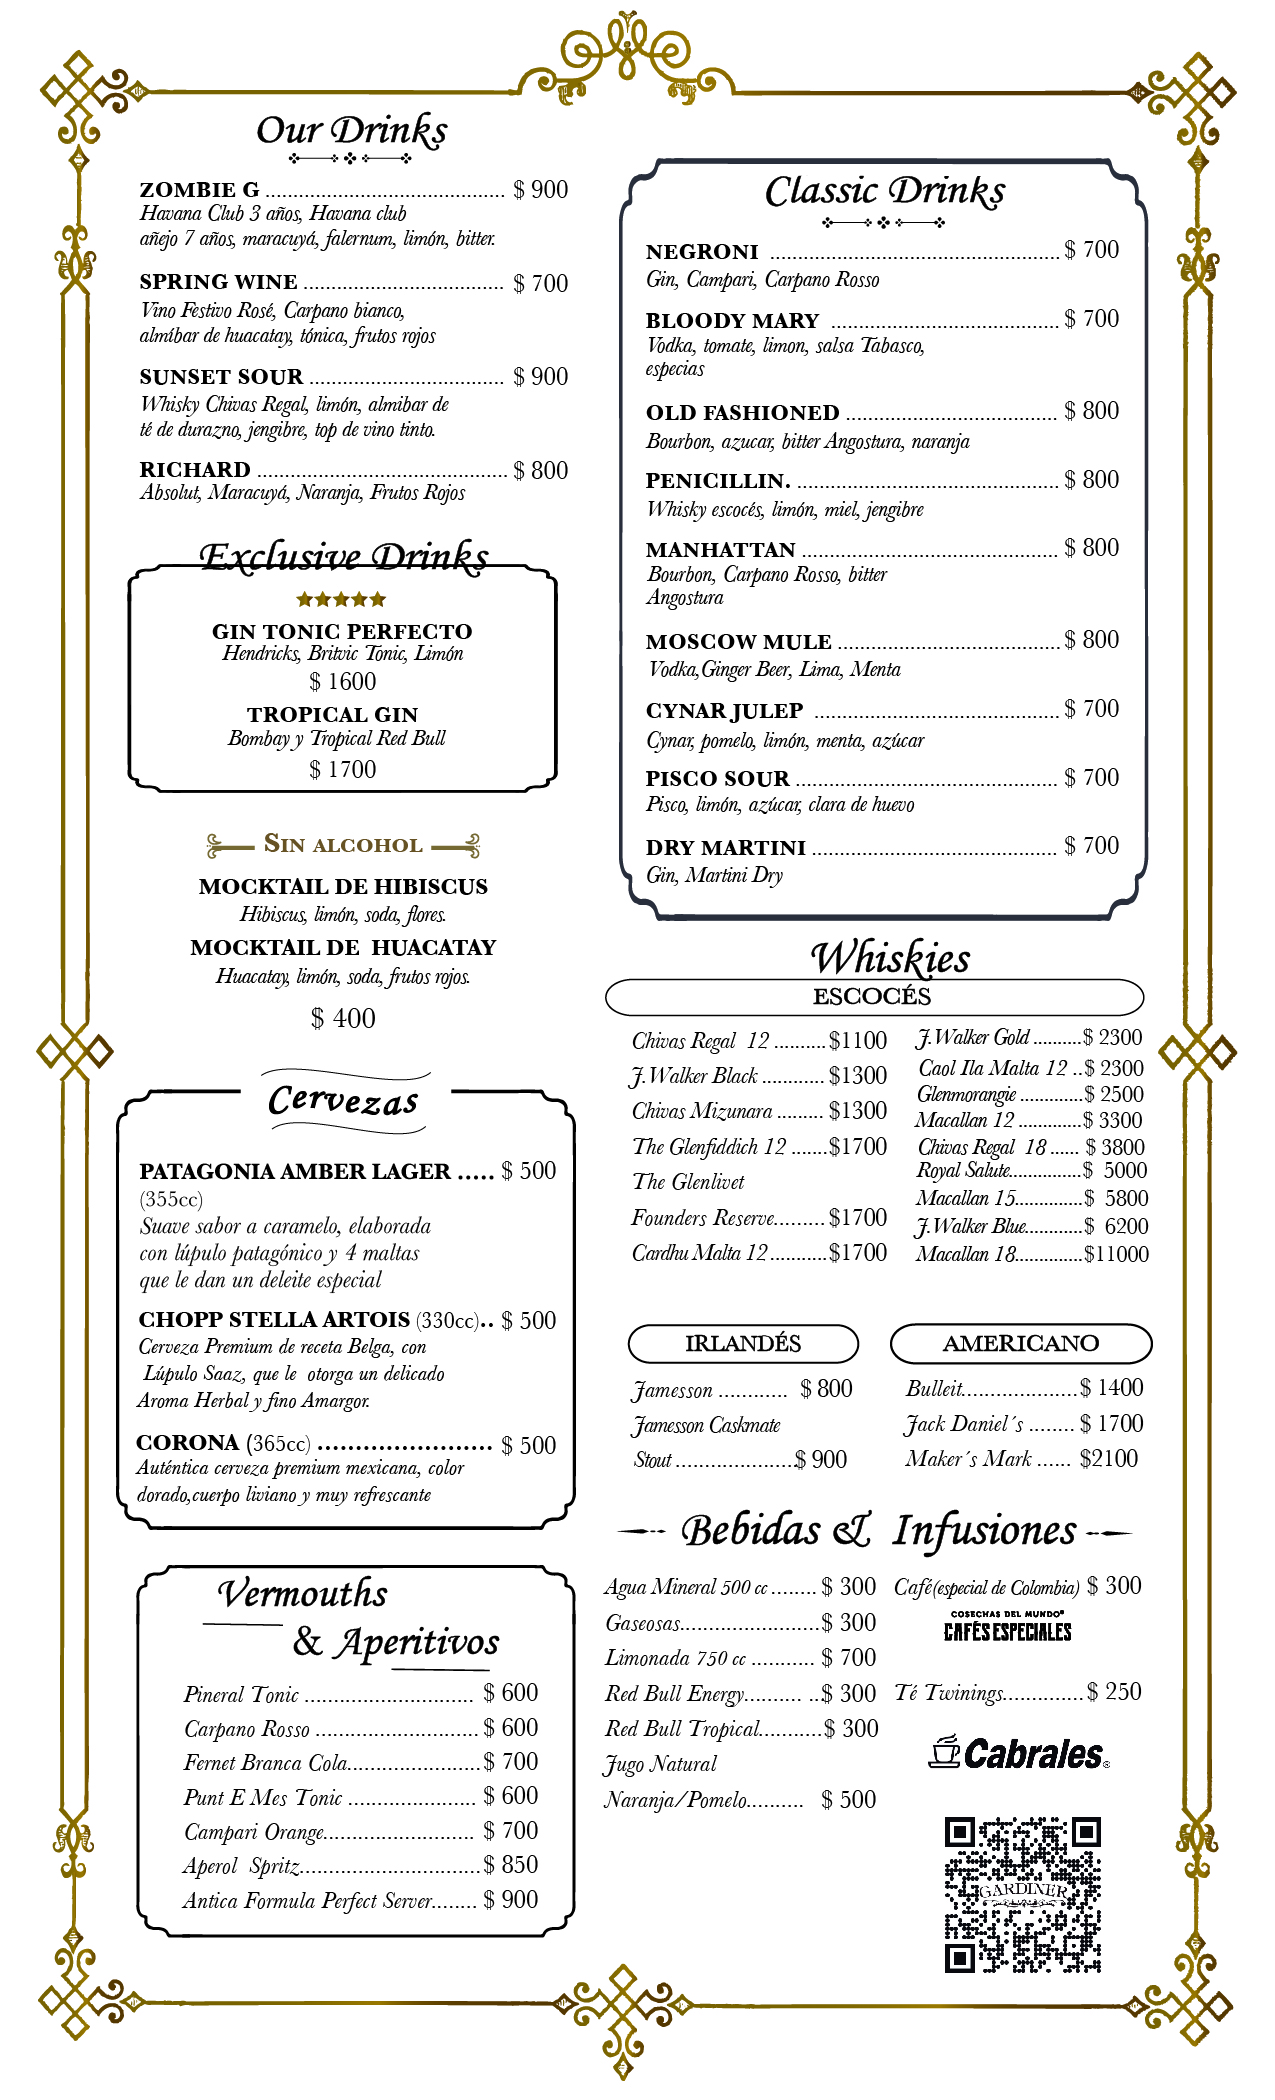 Our Drinks
ZOMBIE G ........................................... $ 900
Havana Club 3 años, Havana club
añejo 7 años, maracuyá, falernum, limón, bitter.
SPRING WINE .................................... $ 700
Vino Festivo Rosé, Carpano bianco,
almíbar de huacatay, tónica, frutos rojos
SUNSET SOUR ................................... $ 900
Whisky Chivas Regal, limón, almibar de
té de durazno, jengibre, top de vino tinto.
RICHARD ............................................. $ 800
Absolut, Maracuyá, Naranja, Frutos Rojos
Exclusive Drinks
GIN TONIC PERFECTO
Hendricks, Britvic Tonic, Limón
$ 1600
TROPICAL GIN
Bombay y Tropical Red Bull
$ 1700
SIN ALCOHOL
MOCKTAIL DE HIBISCUS
Hibiscus, limón, soda, flores.
MOCKTAIL DE HUACATAY
Huacatay, limón, soda, frutos rojos.
$ 400
Cervezas
PATAGONIA AMBER LAGER ..... $ 500
(355cc)
Suave sabor a caramelo, elaborada
con lúpulo patagónico y 4 maltas
que le dan un deleite especial
CHOPP STELLA ARTOIS (330cc).. $ 500
Cerveza Premium de receta Belga, con
Lúpulo Saaz, que le otorga un delicado
Aroma Herbal y fino Amargor.
CORONA (365cc) ....................... $ 500
Auténtica cerveza premium mexicana, color
dorado,cuerpo liviano y muy refrescante
Vermouths
& Aperitivos
Pineral Tonic ............................. $ 600
Carpano Rosso ............................ $ 600
Fernet Branca Cola....................... $ 700
Punt E Mes Tonic ...................... $ 600
Campari Orange.......................... $ 700
Aperol Spritz............................... $ 850
Antica Formula Perfect Server........ $ 900
Classic Drinks
NEGRONI .................................................... $ 700
Gin, Campari, Carpano Rosso
BLOODY MARY ......................................... $ 700
Vodka, tomate, limon, salsa Tabasco,
especias
OLD FASHIONED ...................................... $ 800
Bourbon, azucar, bitter Angostura, naranja
PENICILLIN. ............................................... $ 800
Whisky escocés, limón, miel, jengibre
MANHATTAN .............................................. $ 800
Bourbon, Carpano Rosso, bitter
Angostura
MOSCOW MULE ........................................ $ 800
Vodka,Ginger Beer, Lima, Menta
CYNAR JULEP ............................................ $ 700
Cynar, pomelo, limón, menta, azúcar
PISCO SOUR ............................................... $ 700
Pisco, limón, azúcar, clara de huevo
DRY MARTINI ............................................ $ 700
Gin, Martini Dry
Whiskies
ESCOCÉS
Chivas Regal 12 .........$1100
J.Walker Black ........... $1300
Chivas Mizunara ........ $1300
The Glenfiddich 12 .......$1700
The Glenlivet
Founders Reserve.........$1700
Cardhu Malta 12 ..........$1700
J.Walker Gold ..........$ 2300
Caol Ila Malta 12 ..$ 2300
Glenmorangie .............$ 2500
Macallan 12 .............$ 3300
Chivas Regal 18 ...... $ 3800
Royal Salute...............$ 5000
Macallan 15..............$ 5800
J.Walker Blue............$ 6200
Macallan 18..............$11000
IRLANDÉS
Jamesson ............ $ 800
Jamesson Caskmate
Stout .....................$ 900
AMERICANO
Bulleit....................$ 1400
Jack Daniel´s ........ $ 1700
Maker´s Mark ...... $2100
Bebidas & Infusiones
Agua Mineral 500 cc ........ $ 300
Gaseosas........................$ 300
Limonada 750 cc ........... $ 700
Red Bull Energy.......... ..$ 300
Red Bull Tropical...........$ 300
Jugo Natural
Naranja/Pomelo.......... $ 500
Café(especial de Colombia) $ 300
COSECHAS DEL MUNDO®
CAFÉS ESPECIALES
Té Twinings..............$ 250
Cabrales®
GARDINER